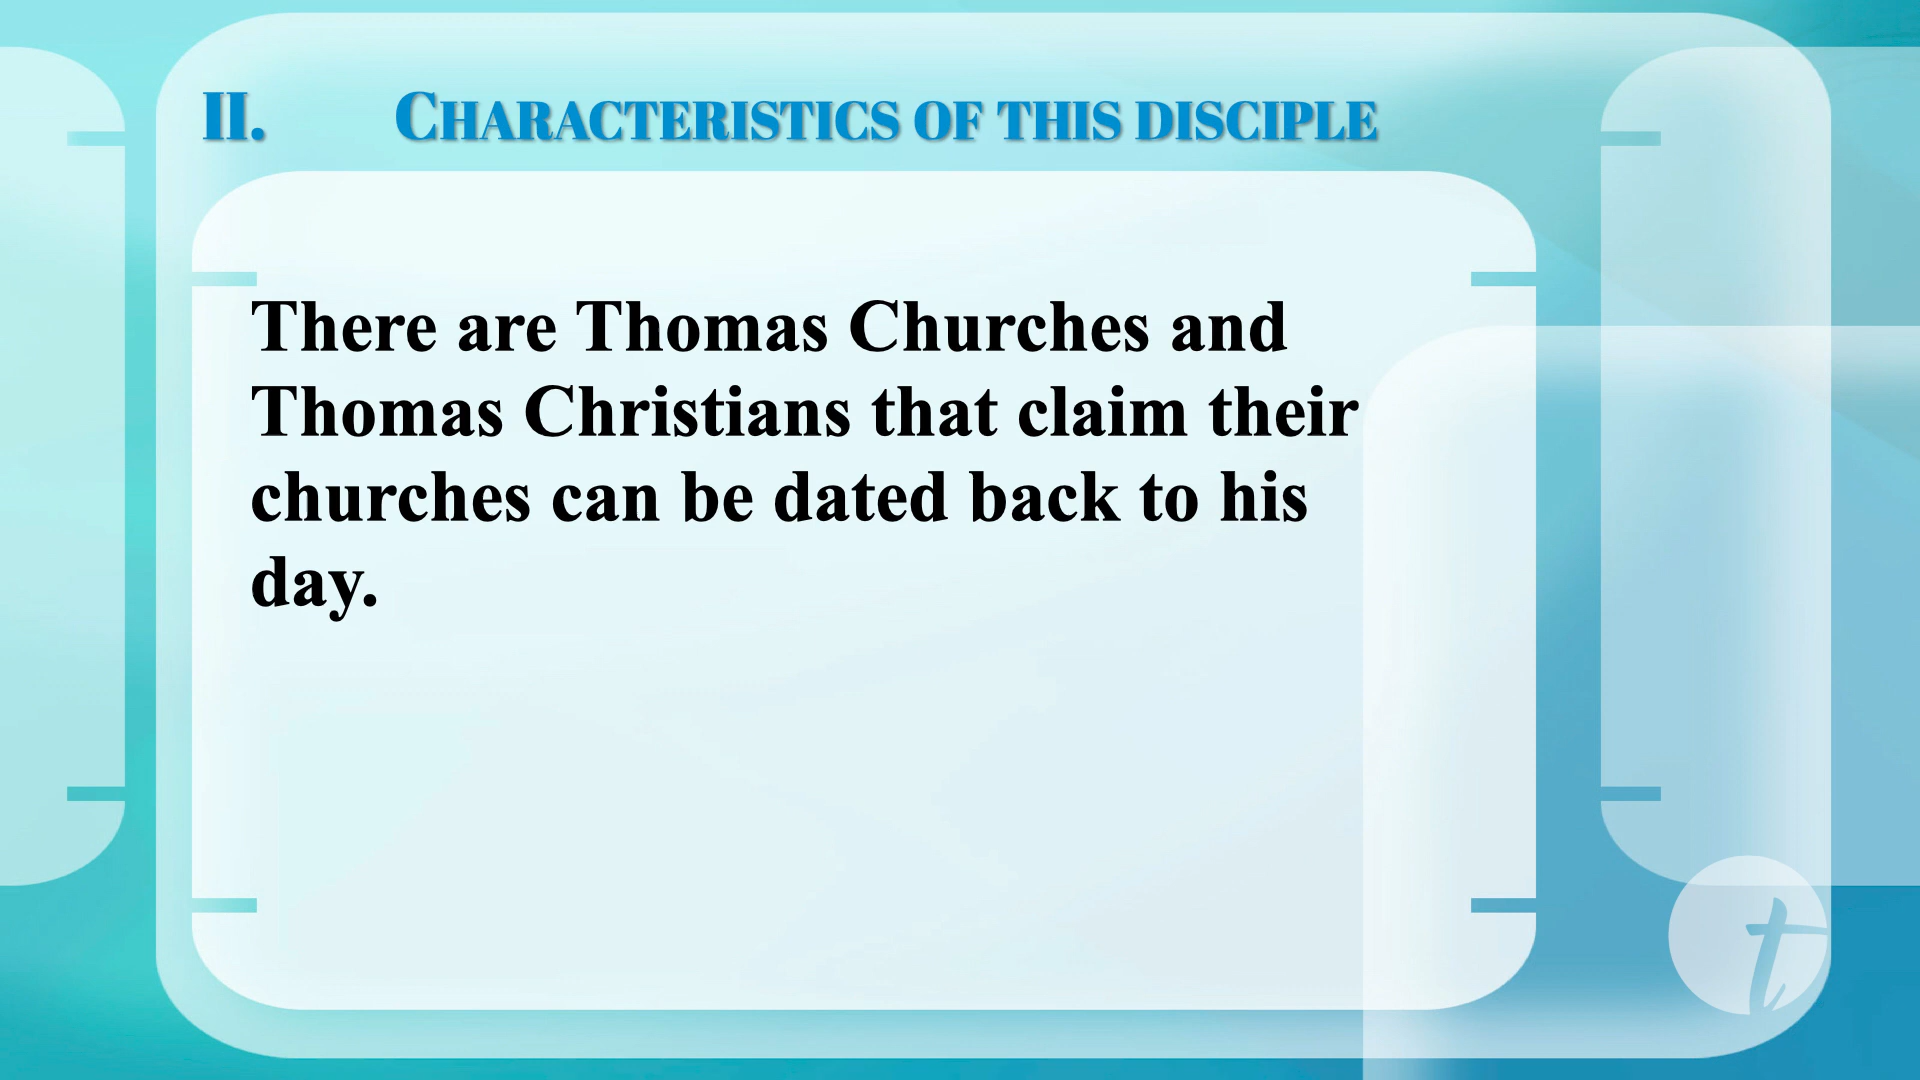 II. Characteristics of this disciple
There are Thomas Churches and
Thomas Christians that claim their
churches can be dated back to his
day.